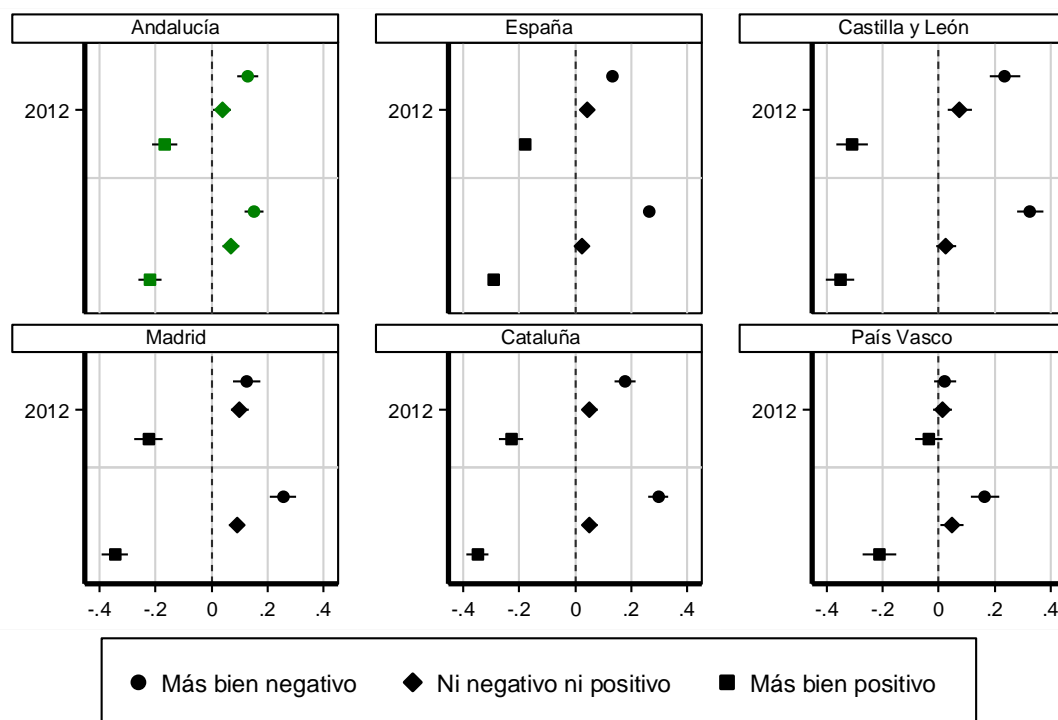 Andalucía
España
Castilla y León
2012
2012
2012
Madrid
Cataluña
País Vasco
2012
2012
2012
-.4 -.2 0 .2 .4
-.4 -.2 0 .2 .4
-.4 -.2 0 .2 .4
Más bien negativo
Ni negativo ni positivo
Más bien positivo